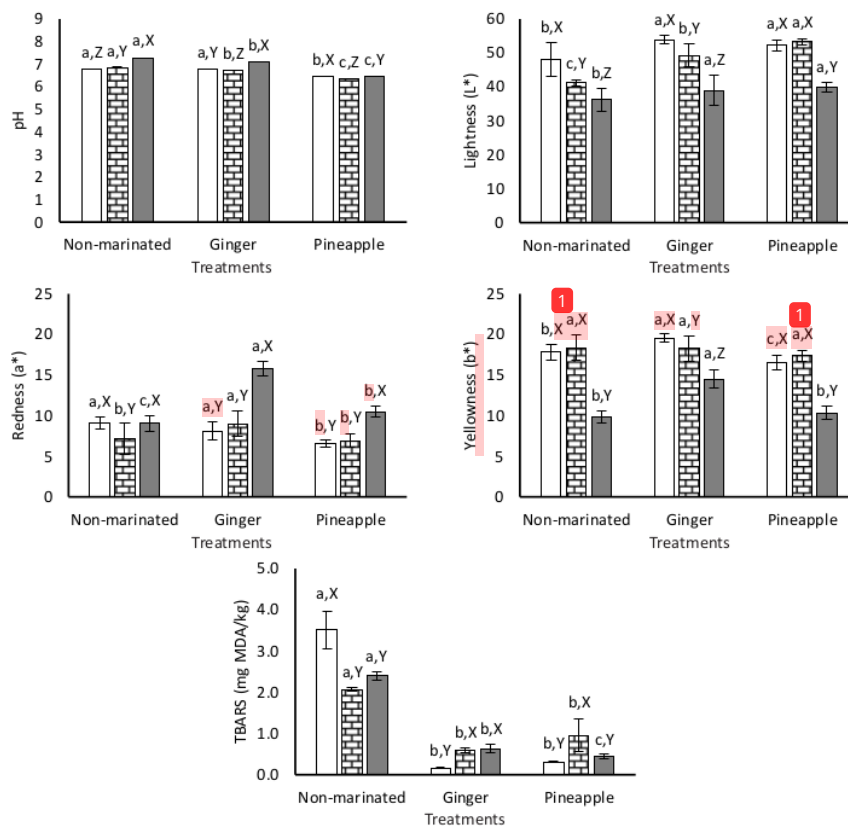 9
8
7
6
5
4
3
2
1
0
pH
a,Z a,Y a,X
a,Y b,Z b,X
b,X c,Z c,Y
Non-marinated Ginger Pineapple
Treatments
60
50
40
30
20
10
0
Lightness (L*)
b,X c,Y b,Z
a,X b,Y a,Z
a,X a,X a,Y
Non-marinated Ginger Pineapple
Treatments
25
20
15
10
5
0
Redness (a*)
a,X b,Y c,X
a,Y a,Y a,X
b,Y b,Y b,X
Non-marinated Ginger Pineapple
Treatments
25
20
15
10
5
0
Yellowness (b*)
1
1
b,X a,X b,Y
a,X a,Y a,Z
c,X a,X b,Y
Non-marinated Ginger Pineapple
Treatments
5.0
4.0
3.0
2.0
1.0
0.0
TBARS (mg MDA/kg)
a,X a,Y a,Y
b,Y b,X b,X
b,Y b,X c,Y
Non-marinated Ginger Pineapple
Treatments